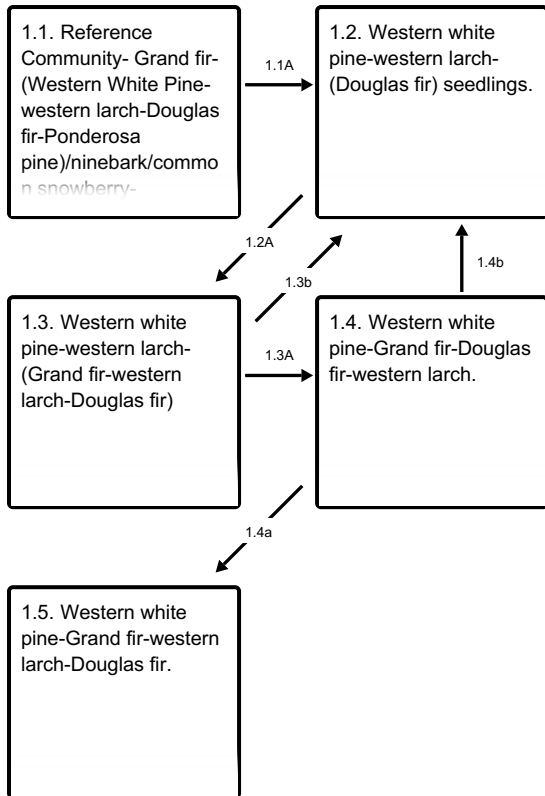 1.1. Reference
Community- Grand fir-
(Western White Pine-
western larch-Douglas
fir-Ponderosa
pine)/ninebark/commo
n snowberry-
1.1A
1.2. Western white
pine-western larch-
(Douglas fir) seedlings.
1.2A
1.3b
1.4b
1.3. Western white
pine-western larch-
(Grand fir-western
larch-Douglas fir)
1.3A
1.4. Western white
pine-Grand fir-Douglas
fir-western larch.
1.4a
1.5. Western white
pine-Grand fir-western
larch-Douglas fir.